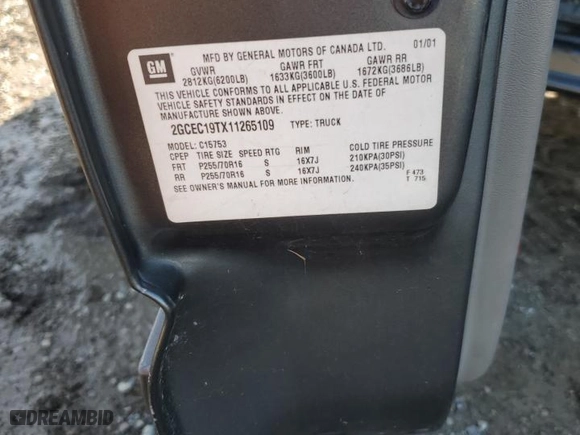 GM
MFD BY GENERAL MOTORS OF CANADA LTD. 01/01
GVWR GAWR FRT GAWR RR
2812KG(6200LB) 1633KG(3600LB) 1672KG(3686LB)
THIS VEHICLE CONFORMS TO ALL APPLICABLE U.S. FEDERAL MOTOR
VEHICLE SAFETY STANDARDS IN EFFECT ON THE DATE OF
MANUFACTURE SHOWN ABOVE.
2GCEC19TX11265109 TYPE: TRUCK
MODEL: C15753
CPEP TIRE SIZE SPEED RTG RIM COLD TIRE PRESSURE
FRT P255/70R16 S 16X7J 210KPA(30PSI)
RR P255/70R16 S 16X7J 240KPA(35PSI)
SEE OWNER'S MANUAL FOR MORE INFORMATION.
F 473
T 715
DREAMBID